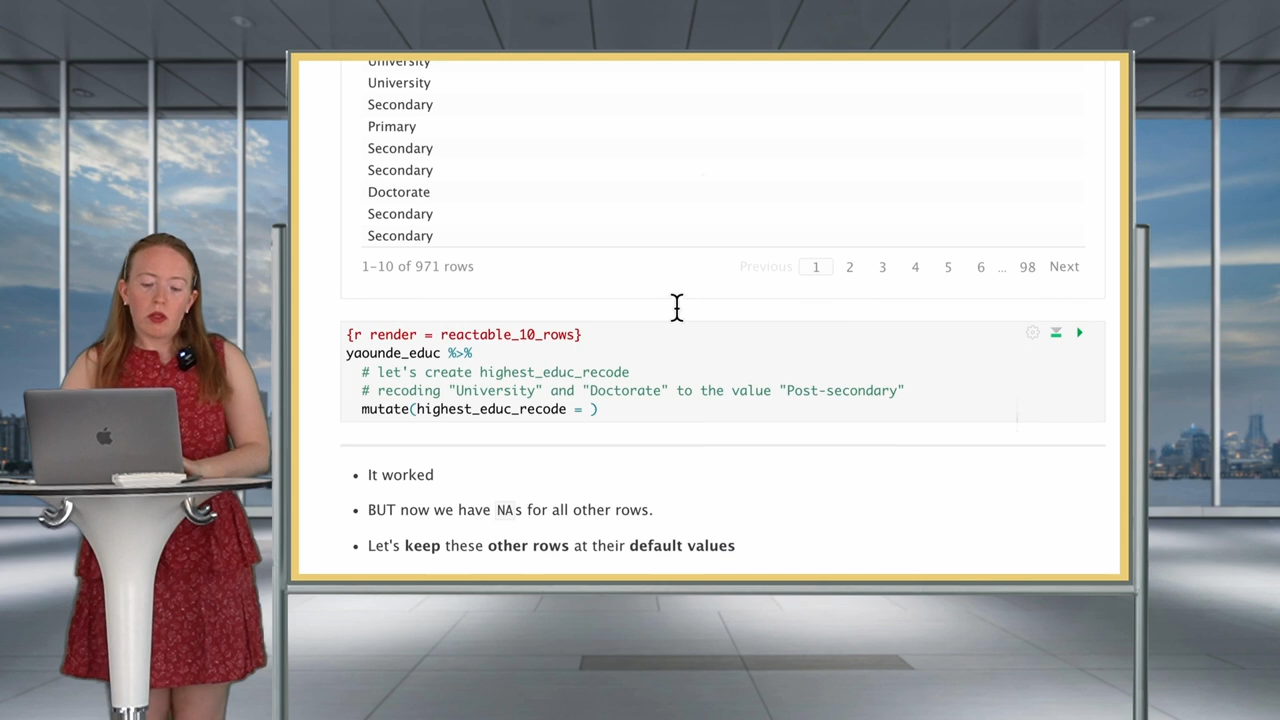 University
University
Secondary
Primary
Secondary
Secondary
Doctorate
Secondary
Secondary
1–10 of 971 rows
Previous 1 2 3 4 5 6 ... 98 Next
{r render = reactable_10_rows}
yaounde_educ %>%
# let's create highest_educ_recode
# recoding "University" and "Doctorate" to the value "Post-secondary"
mutate(highest_educ_recode = )
• It worked
• BUT now we have NAs for all other rows.
• Let's keep these other rows at their default values